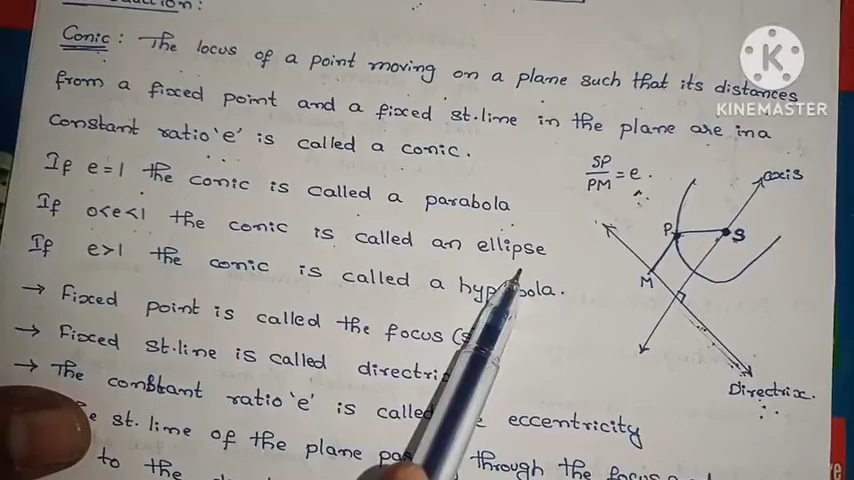 Conic : The locus of a point moving on a plane such that its distances
from a fixed point and a fixed st.line in the plane are in a
constant ratio 'e' is called a conic.
If e=1 the conic is called a parabola
If 0<e<1 the conic is called an ellipse
If e>1 the conic is called a
→ Fixed point is called the focus
→ Fixed st.line is called
→ The constant ratio 'e' is called eccentricity
st.line of the plane through the
to the
SP/PM = e.
axis
P
S
M
Directrix.
K
KINEMASTER